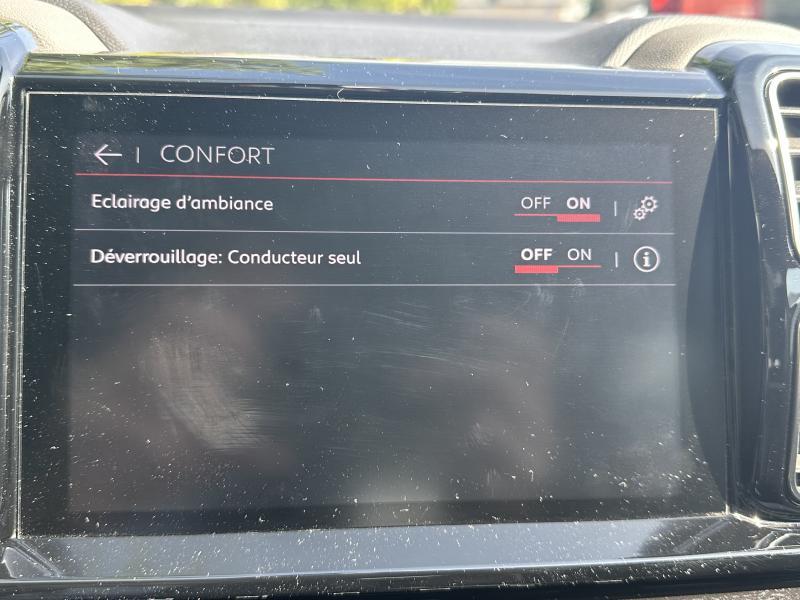 CONFORT
Eclairage d'ambiance OFF ON
Déverrouillage: Conducteur seul OFF ON